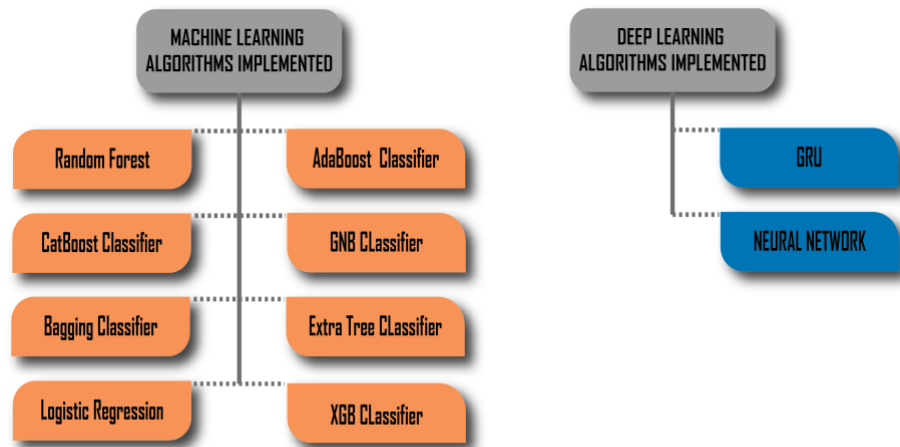 MACHINE LEARNING
ALGORITHMS IMPLEMENTED
Random Forest
AdaBoost Classifier
CatBoost Classifier
GNB CLassifier
Bagging Classifier
Extra Tree CLassifier
Logistic Regression
XGB CLassifier
DEEP LEARNING
ALGORITHMS IMPLEMENTED
GRU
NEURAL NETWORK